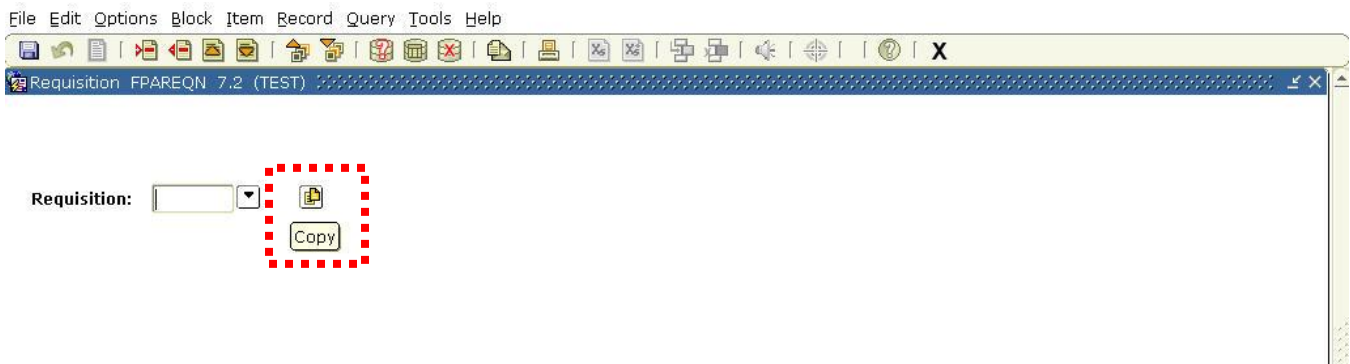 File Edit Options Block Item Record Query Tools Help
X
Requisition FPAREQN 7.2 (TEST)
Requisition:
Copy